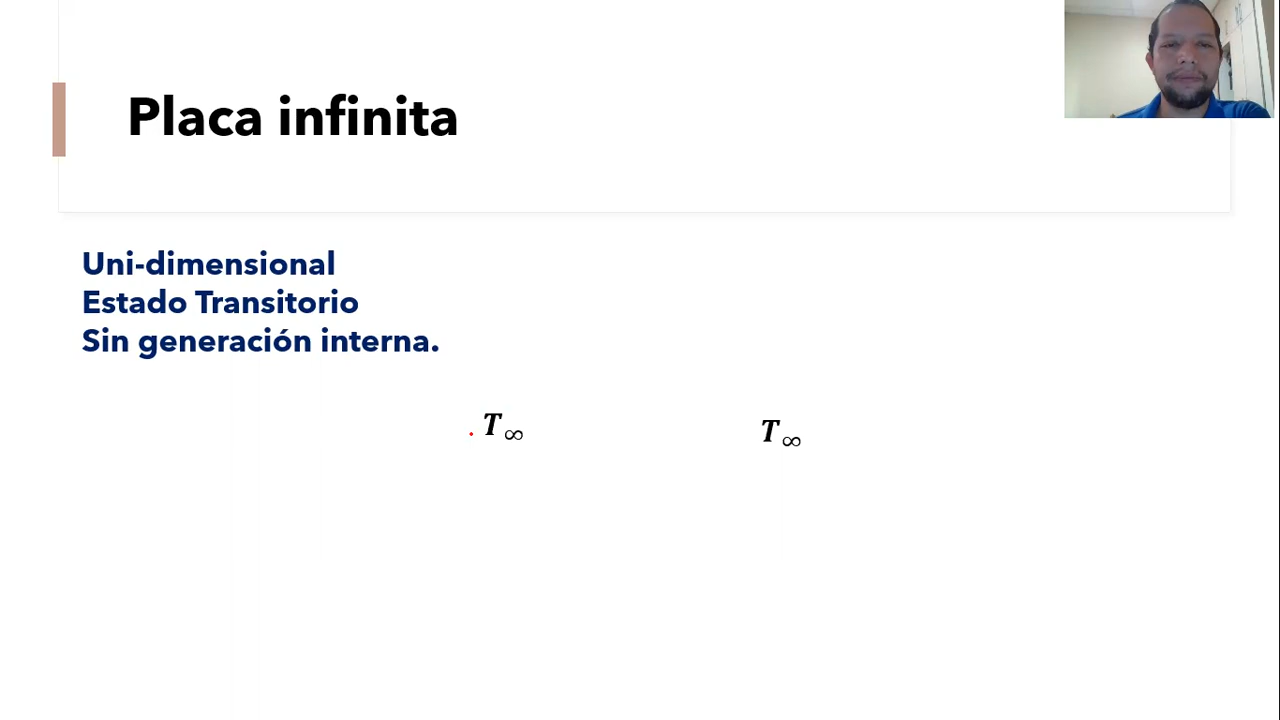 Placa infinita
Uni-dimensional
Estado Transitorio
Sin generación interna.
T∞ T∞